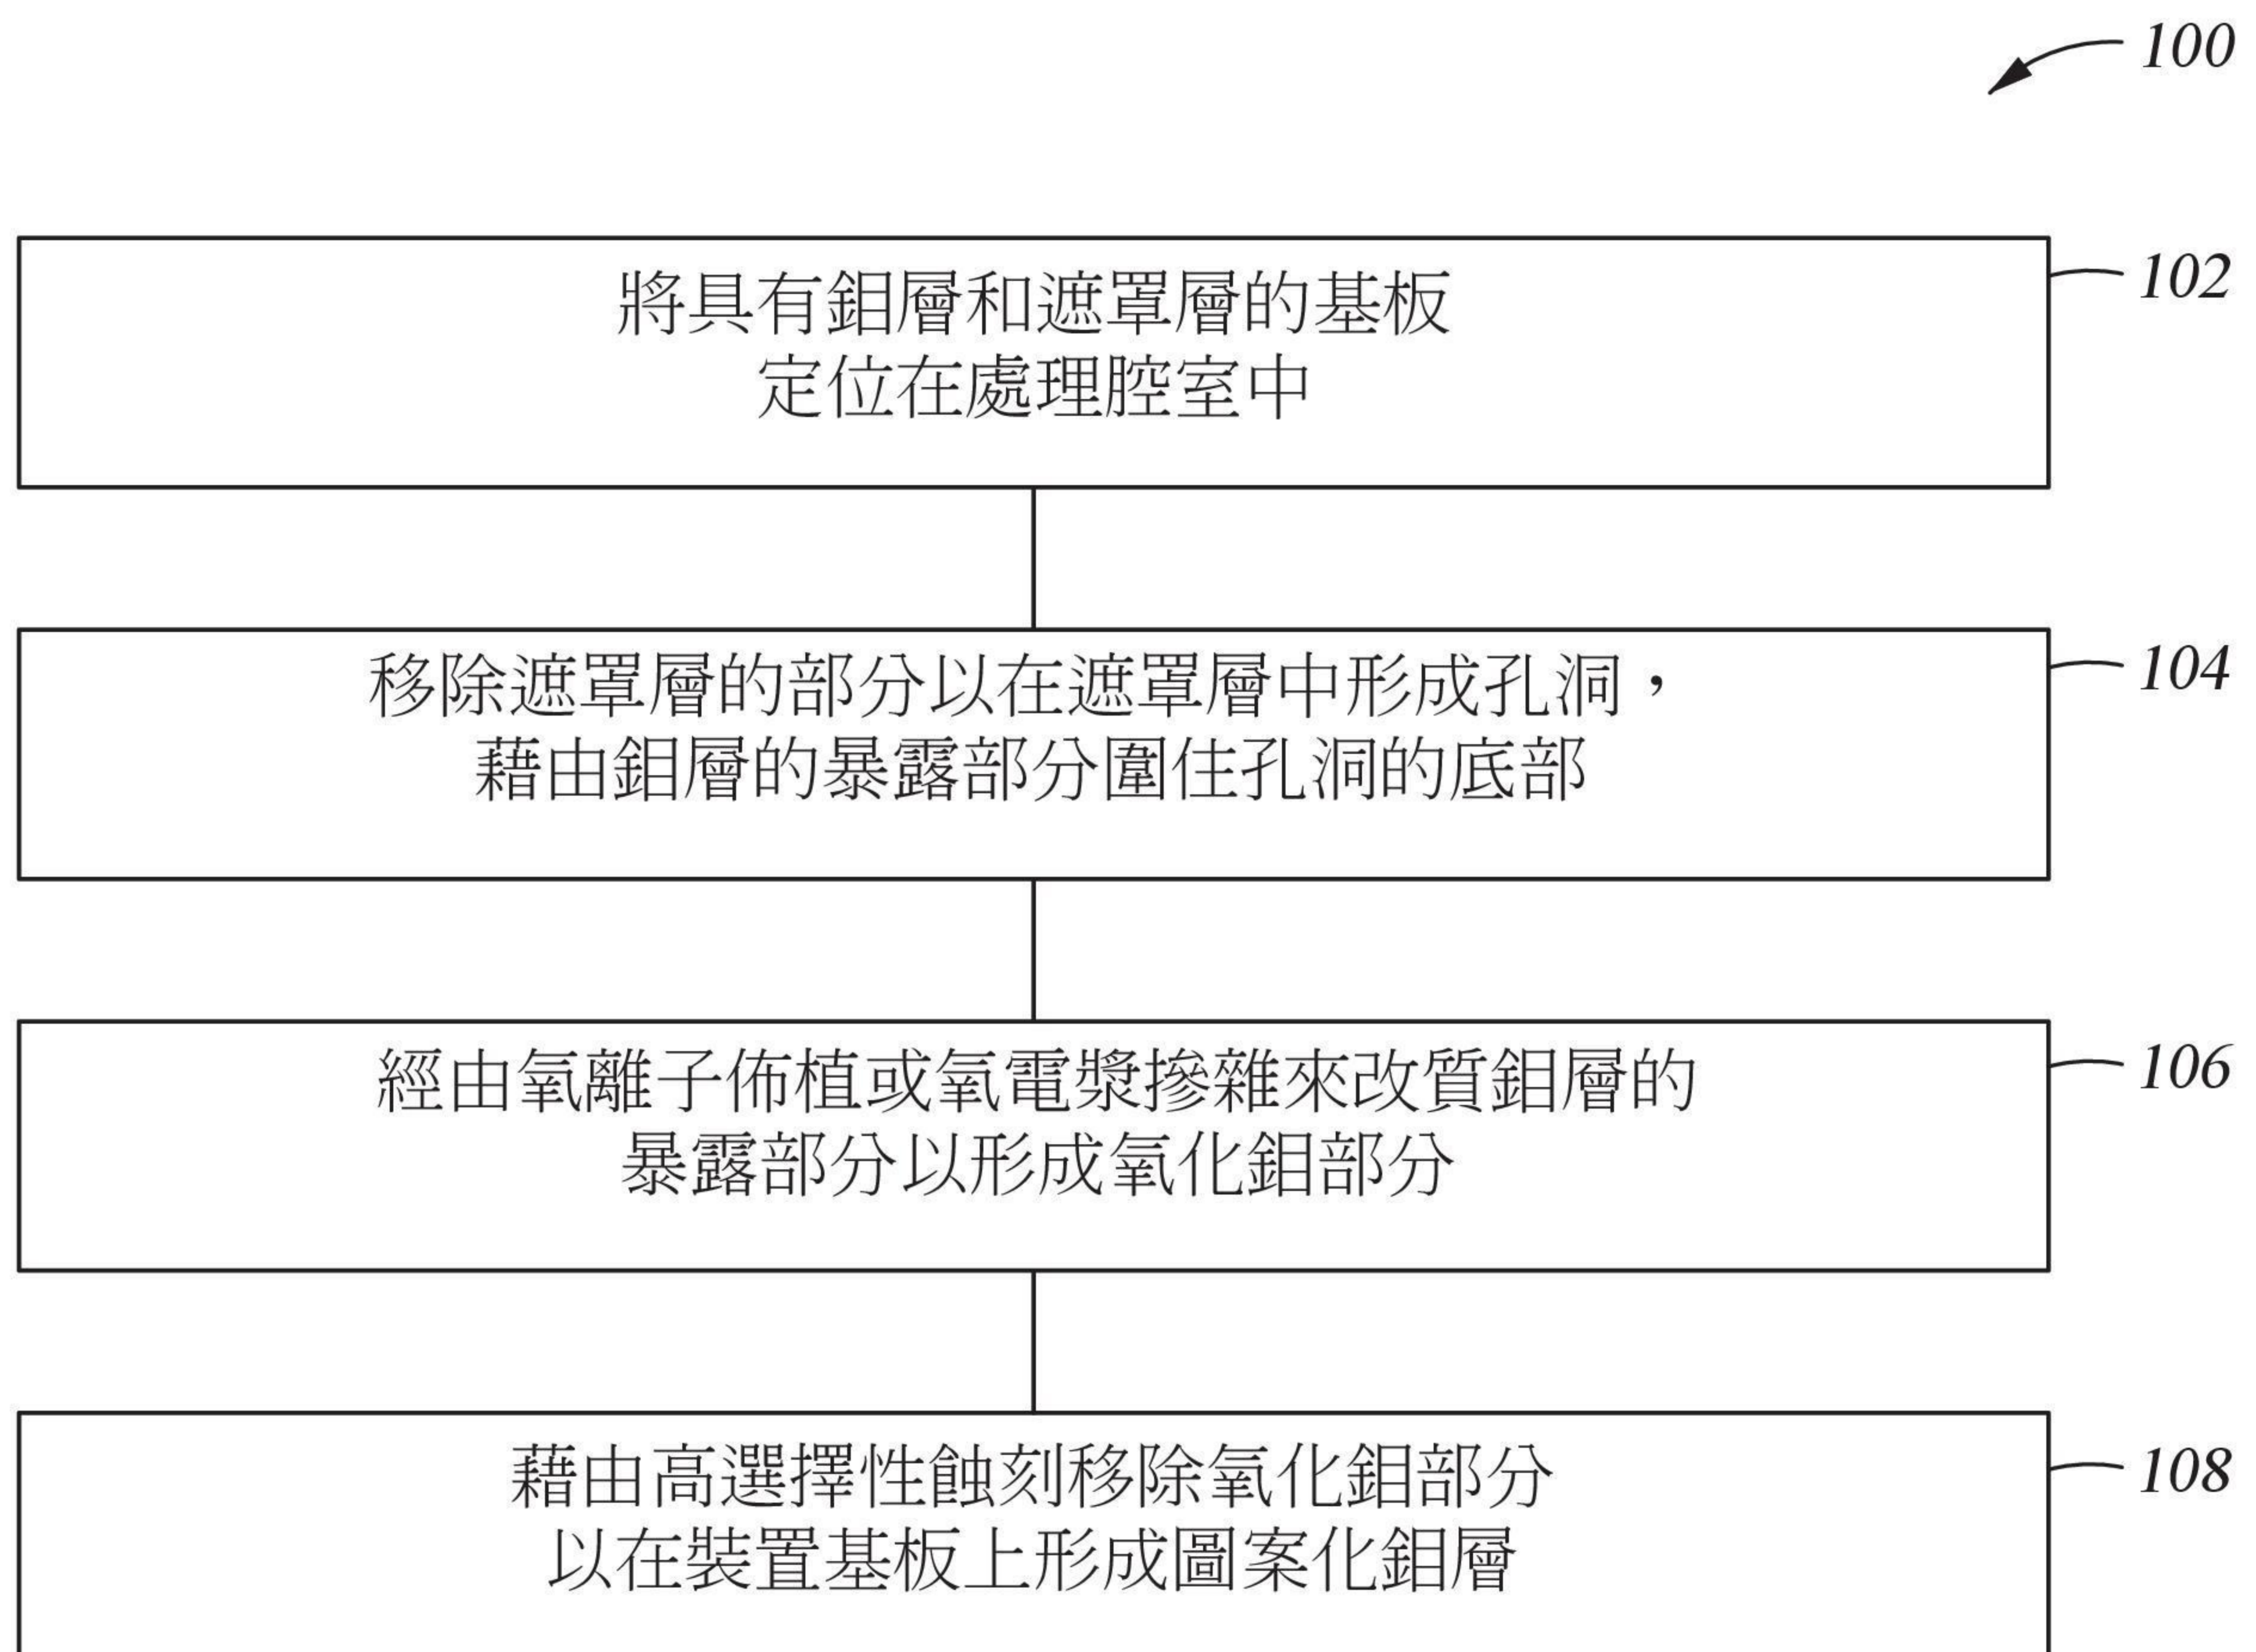 100
102
將具有鉬層和遮罩層的基板
定位在處理腔室中
104
移除遮罩層的部分以在遮罩層中形成孔洞，
藉由鉬層的暴露部分圍住孔洞的底部
106
經由氧離子佈植或氧電漿摻雜來改質鉬層的
暴露部分以形成氧化鉬部分
108
藉由高選擇性蝕刻移除氧化鉬部分
以在裝置基板上形成圖案化鉬層